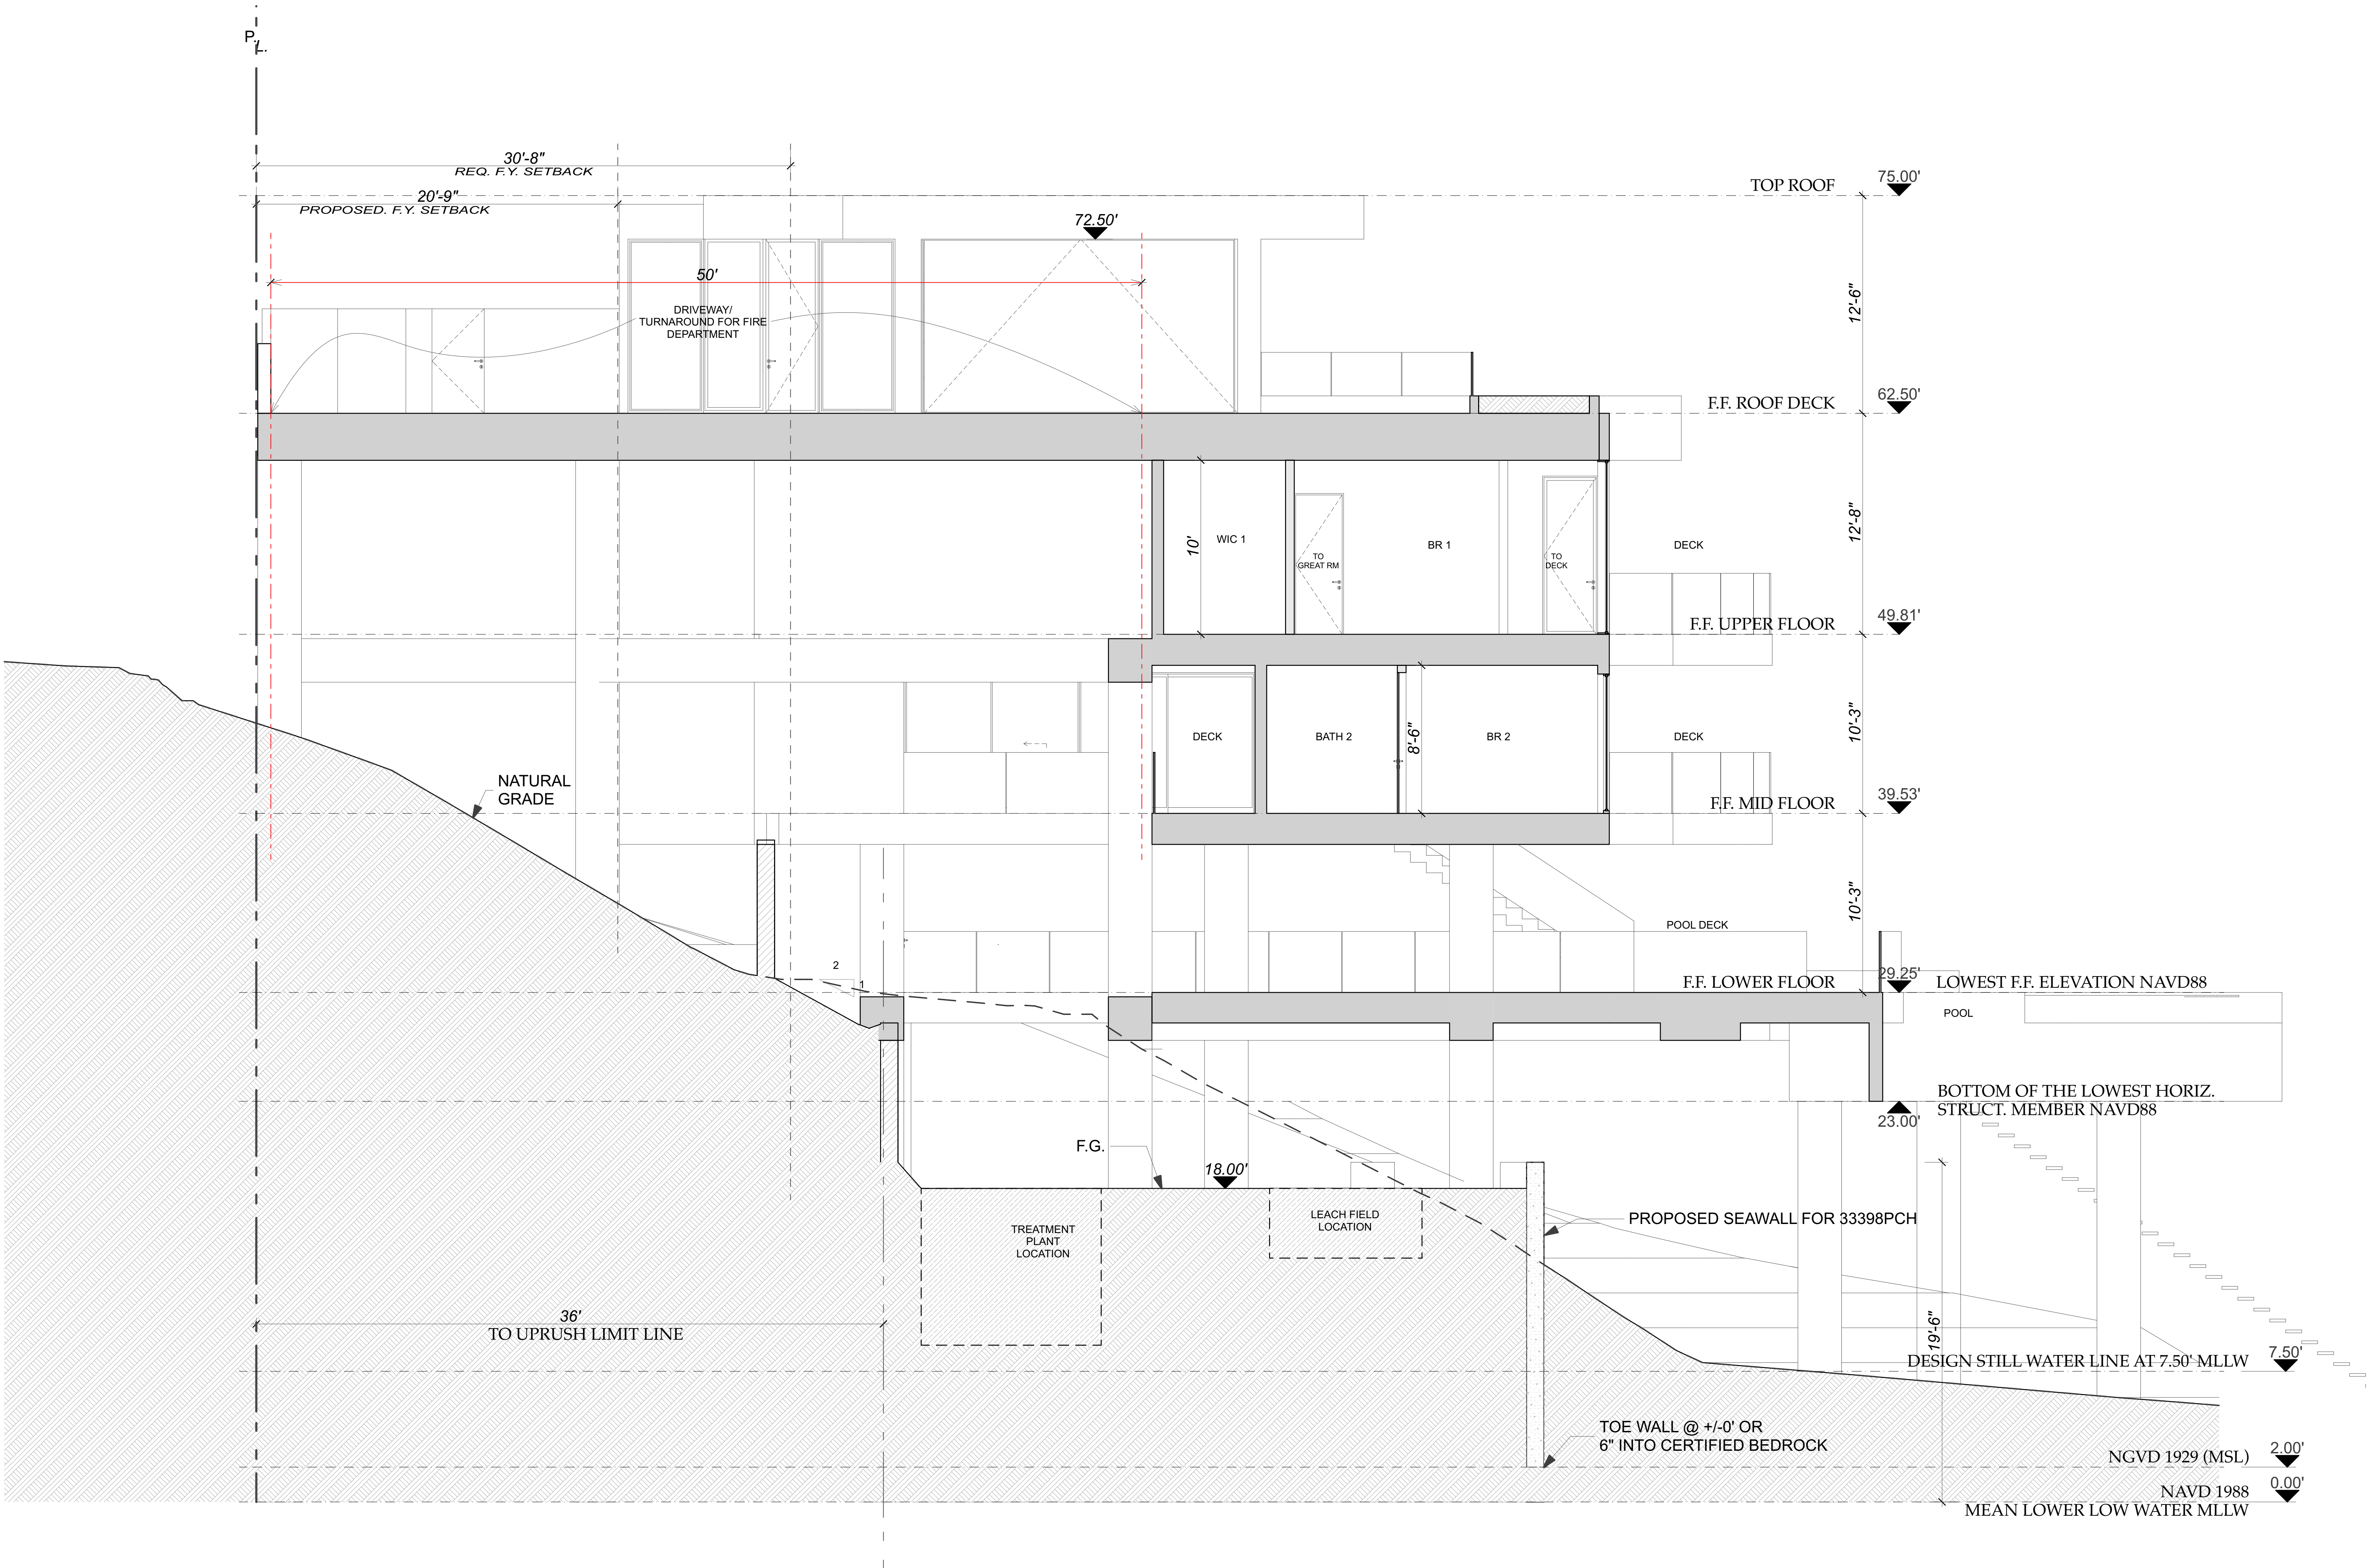 P.
L.
30'-8"
REQ. F.Y. SETBACK
20'-9"
PROPOSED. F.Y. SETBACK
TOP ROOF
75.00'
72.50'
50'
DRIVEWAY/
TURNAROUND FOR FIRE
DEPARTMENT
12'-6"
F.F. ROOF DECK
62.50'
10'
WIC 1
TO
GREAT RM
BR 1
TO
DECK
DECK
12'-8"
F.F. UPPER FLOOR
49.81'
DECK
BATH 2
8'-6"
BR 2
DECK
10'-3"
NATURAL
GRADE
F.F. MID FLOOR
39.53'
10'-3"
POOL DECK
2
1
F.F. LOWER FLOOR
29.25'
LOWEST F.F. ELEVATION NAVD88
POOL
BOTTOM OF THE LOWEST HORIZ.
STRUCT. MEMBER NAVD88
23.00'
F.G.
18.00'
TREATMENT
PLANT
LOCATION
LEACH FIELD
LOCATION
PROPOSED SEAWALL FOR 33398PCH
36'
TO UPRUSH LIMIT LINE
19'-6"
DESIGN STILL WATER LINE AT 7.50' MLLW
7.50'
TOE WALL @ +/-0' OR
6" INTO CERTIFIED BEDROCK
NGVD 1929 (MSL)
2.00'
NAVD 1988
0.00'
MEAN LOWER LOW WATER MLLW